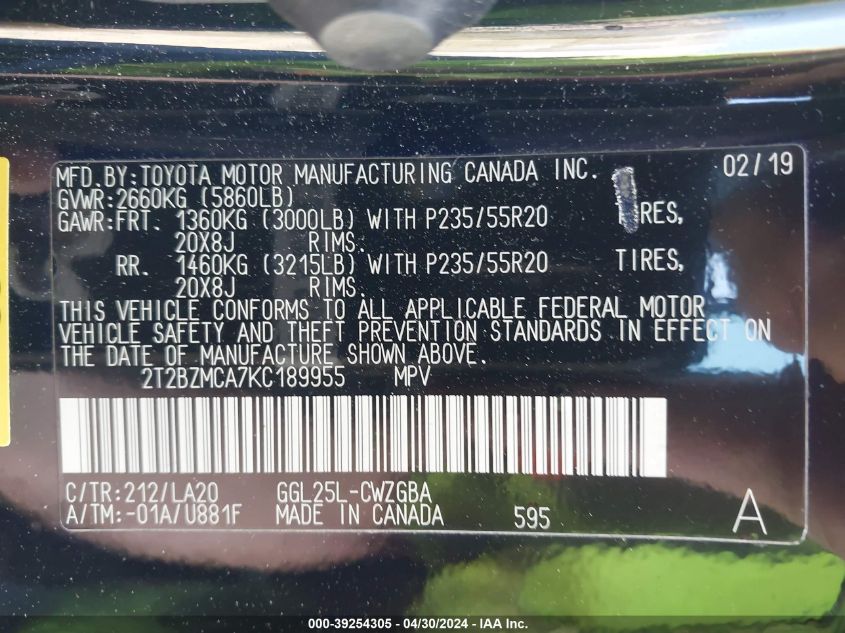 MFD.BY:TOYOTA MOTOR MANUFACTURING CANADA INC. 02/19
GVWR:2660KG (5860LB)
GAWR:FRT. 1360KG (3000LB) WITH P235/55R20 TIRES,
20X8J RIMS.
RR. 1460KG (3215LB) WITH P235/55R20 TIRES,
20X8J RIMS.
THIS VEHICLE CONFORMS TO ALL APPLICABLE FEDERAL MOTOR
VEHICLE SAFETY AND THEFT PREVENTION STANDARDS IN EFFECT ON
THE DATE OF MANUFACTURE SHOWN ABOVE.
2T2BZMCA7KC189955 MPV
C/TR:212/LA20 GGL25L-CWZGBA
A/TM:-01A/U881F MADE IN CANADA 595 A
000-39254305 - 04/30/2024 - IAA Inc.